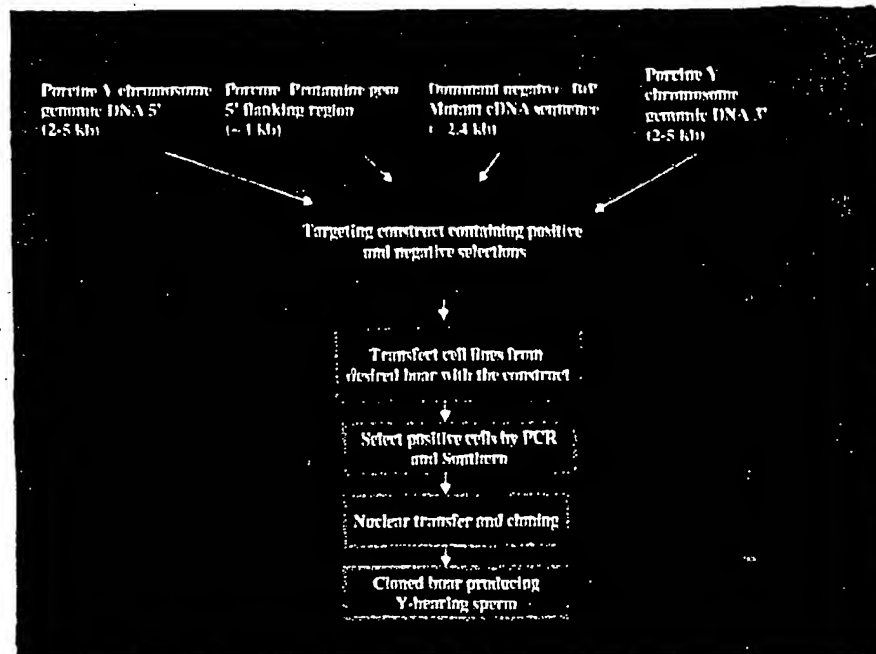 Porcine Y chromosome
genomic DNA 5'
(2-5 kb)
Porcine Protamine gene
5' flanking region
(~ 1 kb)
Dominant negative
Mutant cDNA sequence
2.4 kb)
Porcine Y
chromosome
genomic DNA 3'
(2-5 kb)
Targeting construct containing positive
and negative selections
Transfect cell lines from
desired boar with the construct
Select positive cells by PCR
and Southern
Nuclear transfer and cloning
Cloned boar producing
Y-bearing sperm